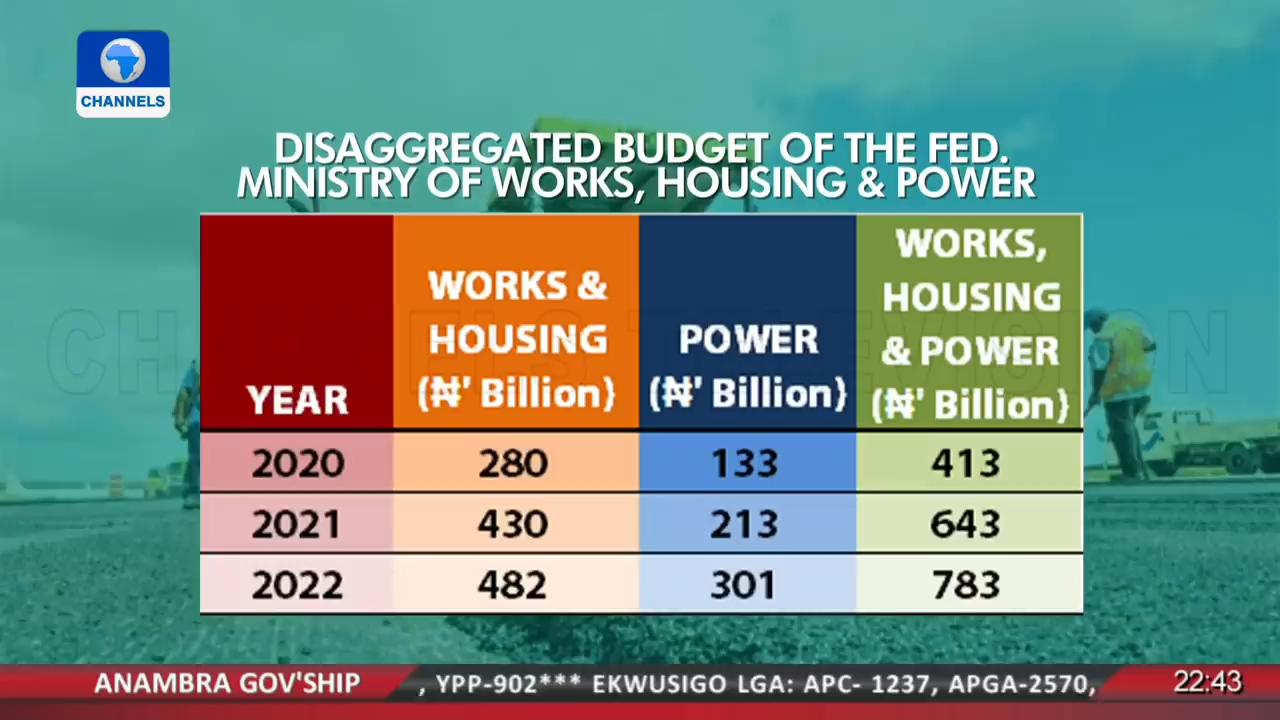 CHANNELS
DISAGGREGATED BUDGET OF THE FED.
MINISTRY OF WORKS, HOUSING & POWER
YEAR
WORKS &
HOUSING
(₦' Billion)
POWER
(₦' Billion)
WORKS,
HOUSING
& POWER
(₦' Billion)
2020 280 133 413
2021 430 213 643
2022 482 301 783
CHANNELS TELEVISION
ANAMBRA GOV'SHIP , YPP-902*** EKWUSIGO LGA: APC- 1237, APGA-2570, 22:43